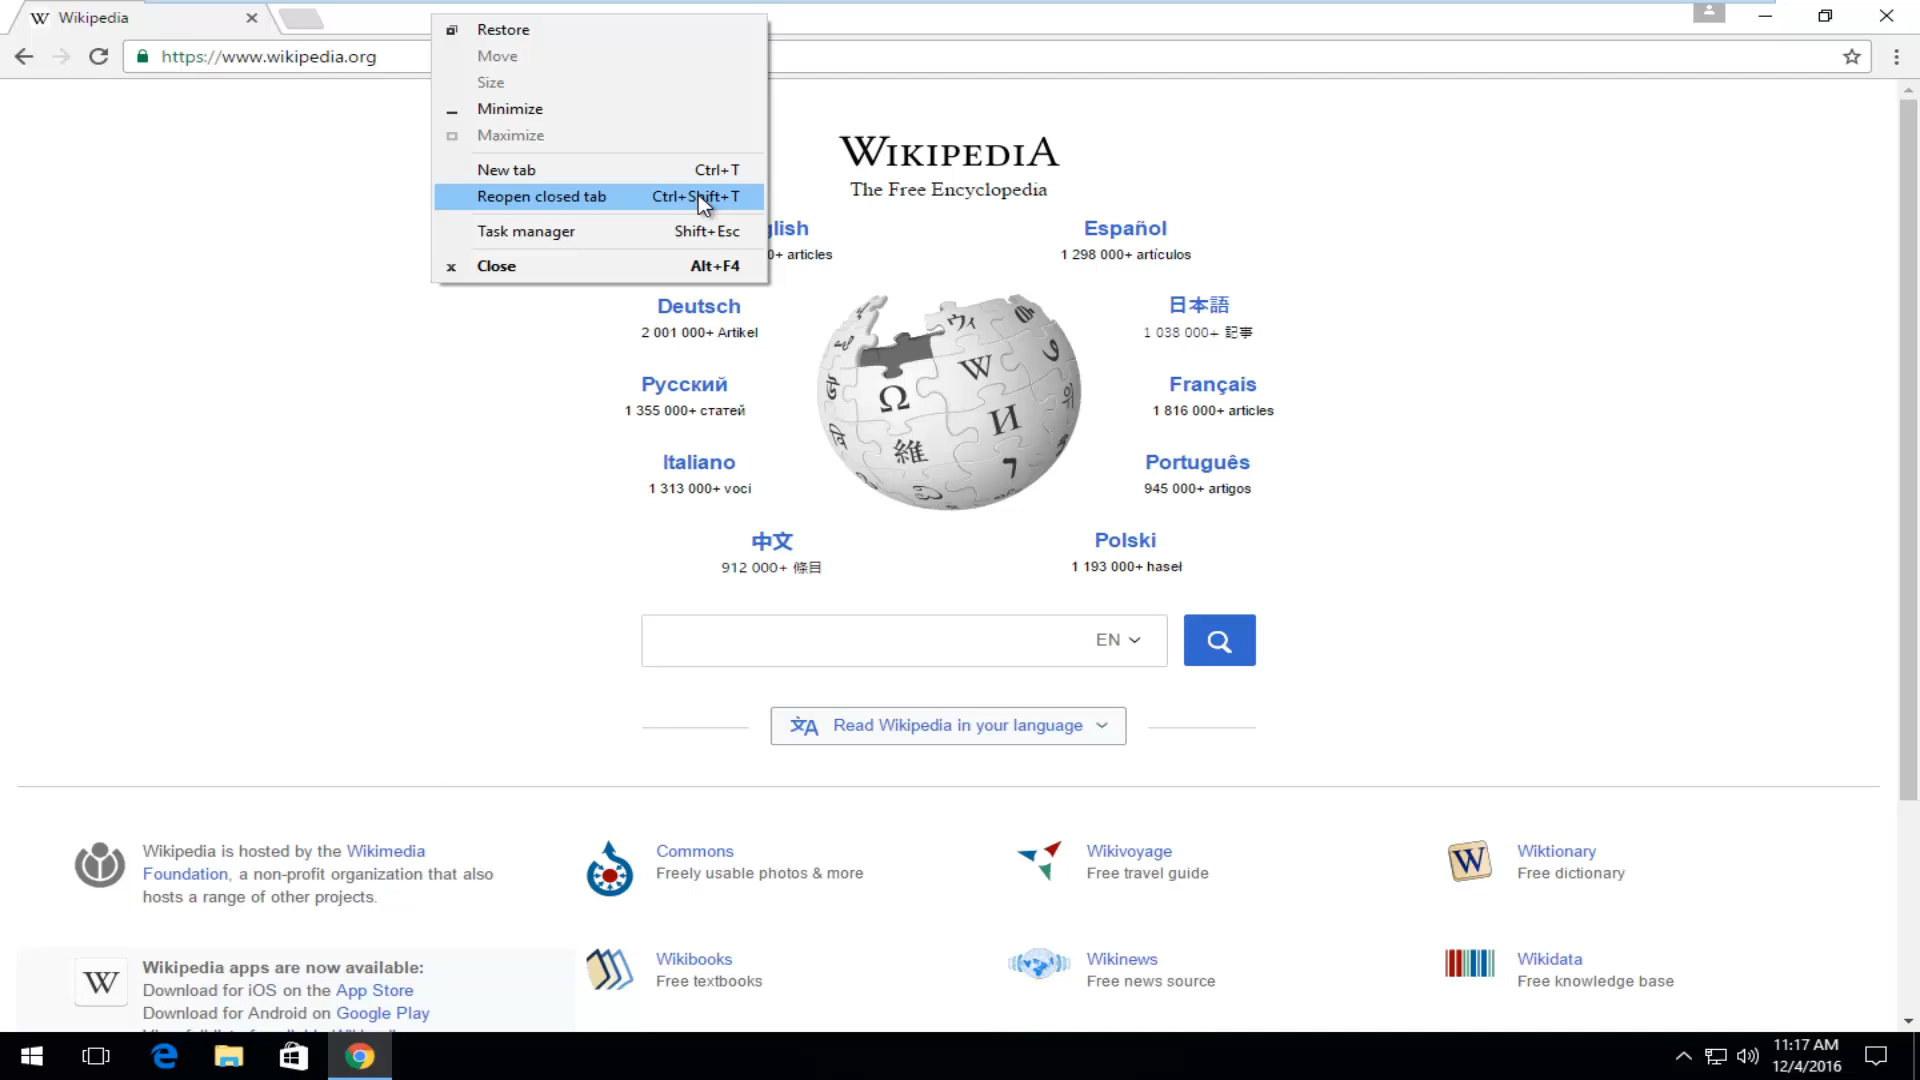 Wikipedia
https://www.wikipedia.org
Restore
Move
Size
Minimize
Maximize
New tab Ctrl+T
Reopen closed tab Ctrl+Shift+T
Task manager Shift+Esc
Close Alt+F4
WIKIPEDIA
The Free Encyclopedia
glish
0+ articles
Español
1 298 000+ artículos
Deutsch
2 001 000+ Artikel
日本語
1 038 000+ 記事
Русский
1 355 000+ статей
Français
1 816 000+ articles
Italiano
1 313 000+ voci
Português
945 000+ artigos
中文
912 000+ 條目
Polski
1 193 000+ haseł
Ω W И 維 ウィ
EN
Read Wikipedia in your language
Wikipedia is hosted by the Wikimedia
Foundation, a non-profit organization that also
hosts a range of other projects.
Commons
Freely usable photos & more
Wikivoyage
Free travel guide
Wiktionary
Free dictionary
W
Wikipedia apps are now available:
Download for iOS on the App Store
Download for Android on Google Play
Wikibooks
Free textbooks
Wikinews
Free news source
Wikidata
Free knowledge base
11:17 AM
12/4/2016